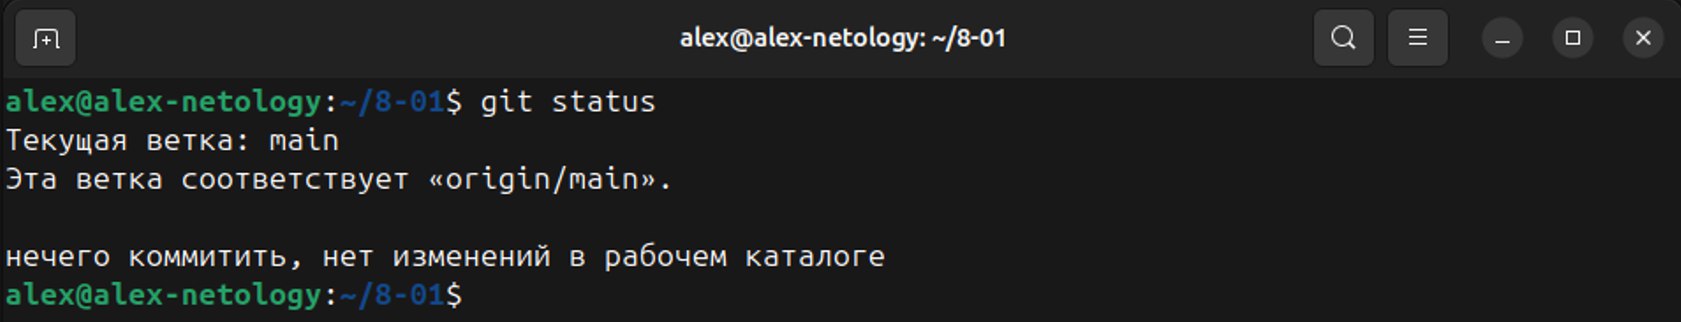 alex@alex-netology: ~/8-01
alex@alex-netology:~/8-01$ git status
Текущая ветка: main
Эта ветка соответствует «origin/main».
нечего коммитить, нет изменений в рабочем каталоге
alex@alex-netology:~/8-01$